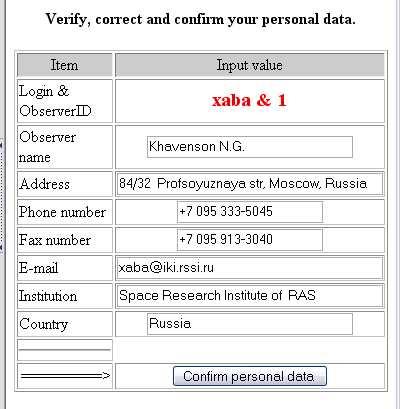 Verify, correct and confirm your personal data.
Item Input value
Login &
ObserverID
xaba & 1
Observer
name
Khavenson N.G.
Address 84/32 Profsoyuznaya str, Moscow, Russia
Phone number +7 095 333-5045
Fax number +7 095 913-3040
E-mail xaba@iki.rssi.ru
Institution Space Research Institute of RAS
Country Russia
==========> Confirm personal data